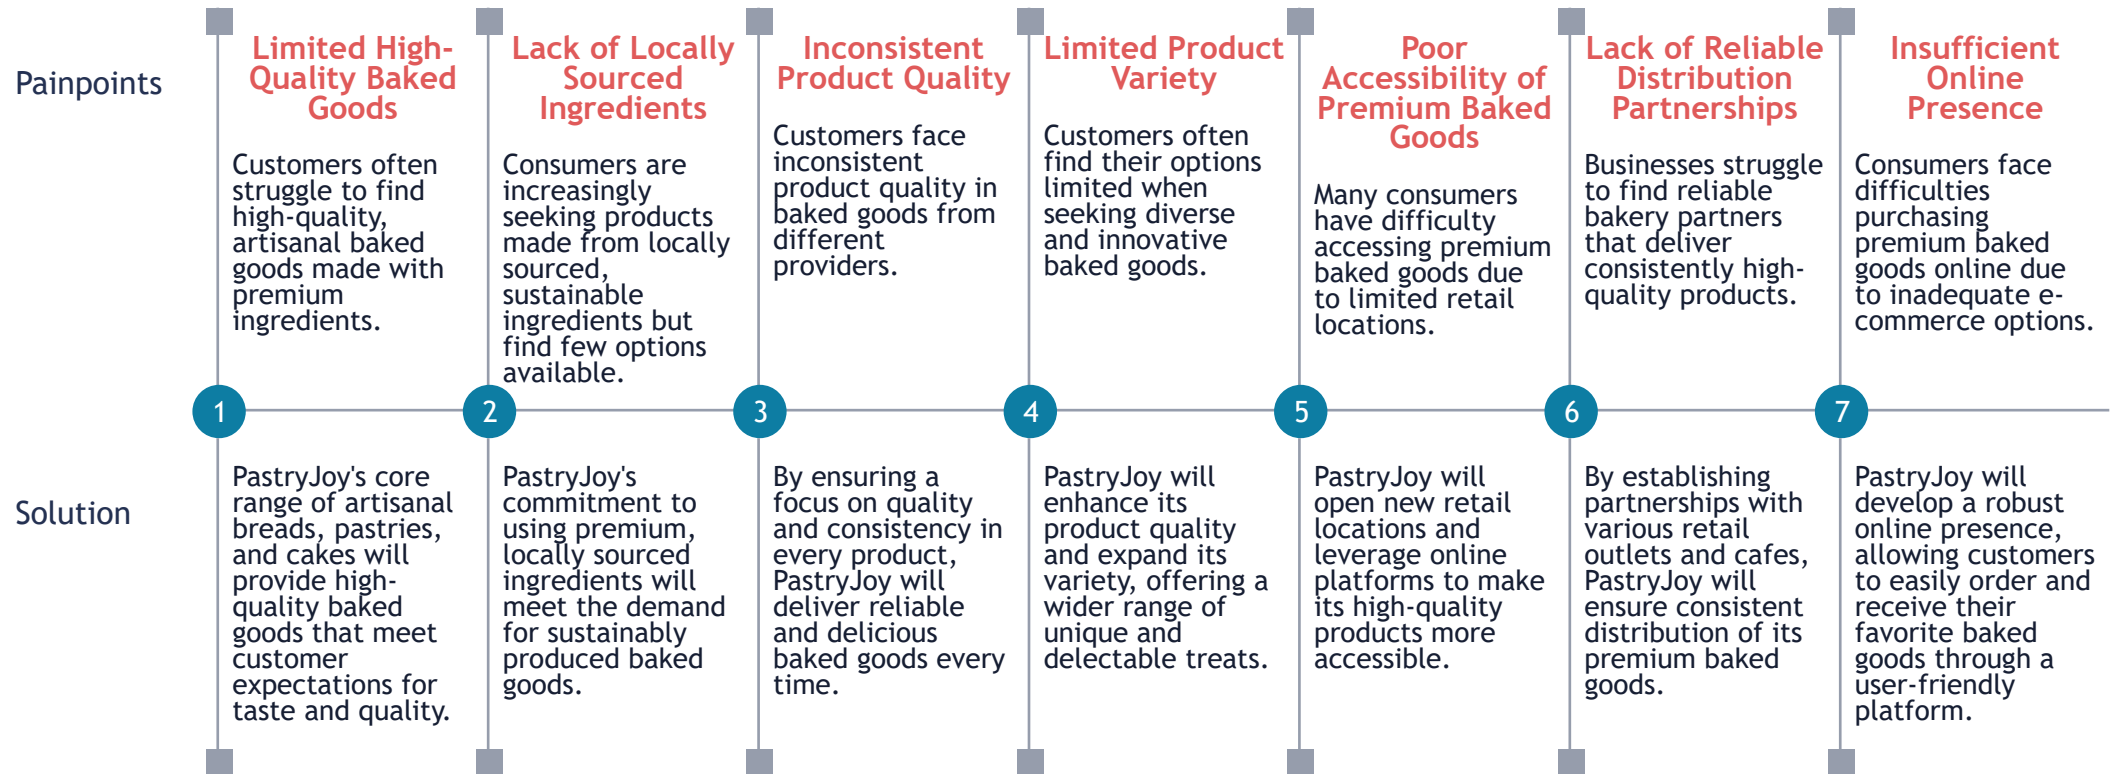 Painpoints
Limited High-
Quality Baked
Goods
Customers often
struggle to find
high-quality,
artisanal baked
goods made with
premium
ingredients.
Lack of Locally
Sourced
Ingredients
Consumers are
increasingly
seeking products
made from locally
sourced,
sustainable
ingredients but
find few options
available.
Inconsistent
Product Quality
Customers face
inconsistent
product quality in
baked goods from
different
providers.
Limited Product
Variety
Customers often
find their options
limited when
seeking diverse
and innovative
baked goods.
Poor
Accessibility of
Premium Baked
Goods
Many consumers
have difficulty
accessing premium
baked goods due
to limited retail
locations.
Lack of Reliable
Distribution
Partnerships
Businesses struggle
to find reliable
bakery partners
that deliver
consistently high-
quality products.
Insufficient
Online
Presence
Consumers face
difficulties
purchasing
premium baked
goods online due
to inadequate e-
commerce options.
1
2
3
4
5
6
7
Solution
PastryJoy's core
range of artisanal
breads, pastries,
and cakes will
provide high-
quality baked
goods that meet
customer
expectations for
taste and quality.
PastryJoy's
commitment to
using premium,
locally sourced
ingredients will
meet the demand
for sustainably
produced baked
goods.
By ensuring a
focus on quality
and consistency in
every product,
PastryJoy will
deliver reliable
and delicious
baked goods every
time.
PastryJoy will
enhance its
product quality
and expand its
variety, offering a
wider range of
unique and
delectable treats.
PastryJoy will
open new retail
locations and
leverage online
platforms to make
its high-quality
products more
accessible.
By establishing
partnerships with
various retail
outlets and cafes,
PastryJoy will
ensure consistent
distribution of its
premium baked
goods.
PastryJoy will
develop a robust
online presence,
allowing customers
to easily order and
receive their
favorite baked
goods through a
user-friendly
platform.